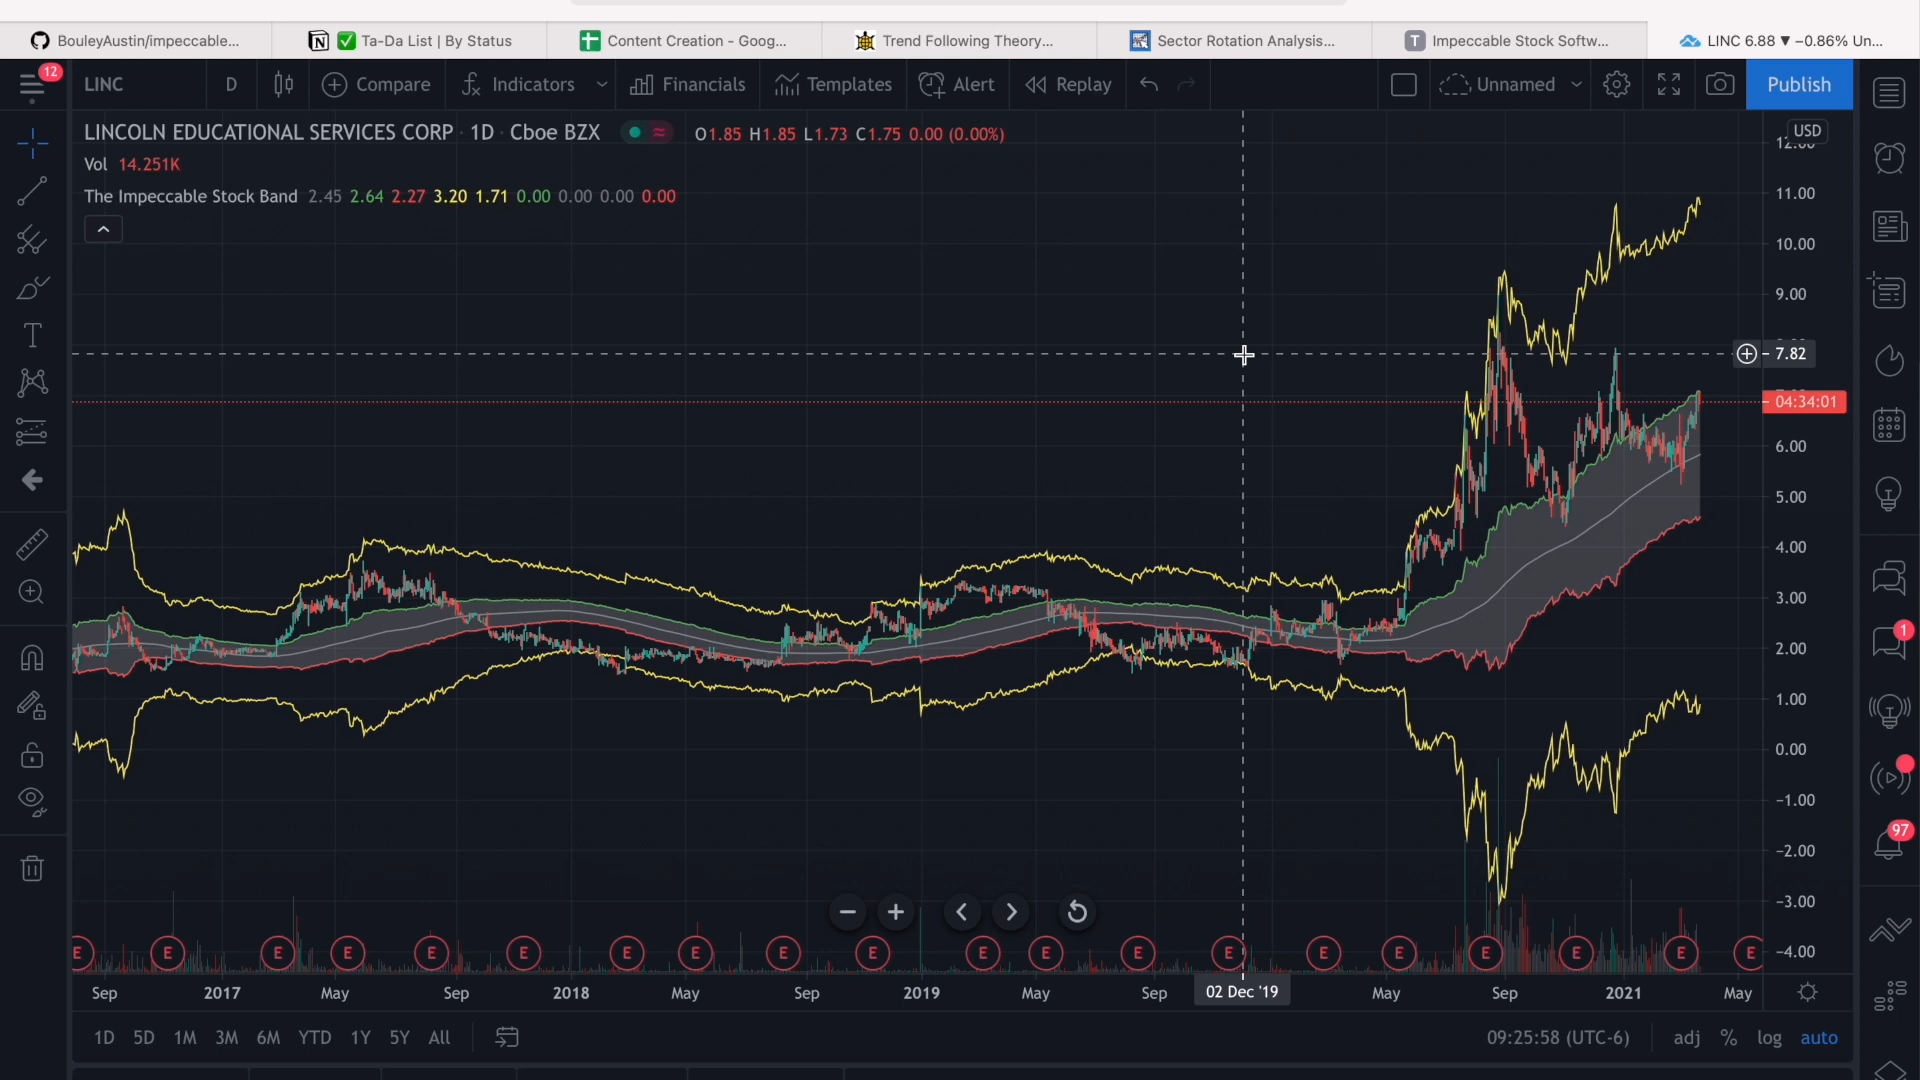 BouleyAustin/impeccable...
Ta-Da List | By Status
Content Creation - Goog...
Trend Following Theory...
Sector Rotation Analysis...
Impeccable Stock Softw...
LINC 6.88 ▼ −0.86% Un...
12
LINC
D
Compare
Indicators
Financials
Templates
Alert
Replay
Unnamed
Publish
LINCOLN EDUCATIONAL SERVICES CORP · 1D · Cboe BZX
O1.85 H1.85 L1.73 C1.75 0.00 (0.00%)
Vol 14.251K
The Impeccable Stock Band 2.45 2.64 2.27 3.20 1.71 0.00 0.00 0.00 0.00
USD
12.00
11.00
10.00
9.00
7.82
04:34:01
6.00
5.00
4.00
3.00
2.00
1.00
0.00
−1.00
−2.00
−3.00
−4.00
1
97
E E E E E E E E E E E E E E E E E E E
Sep 2017 May Sep 2018 May Sep 2019 May Sep 02 Dec '19 May Sep 2021 May
1D 5D 1M 3M 6M YTD 1Y 5Y All
09:25:58 (UTC-6)
adj % log auto